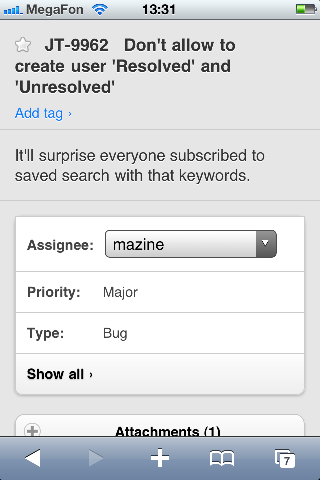 MegaFon 13:31
JT-9962 Don't allow to
create user 'Resolved' and
'Unresolved'
Add tag ›
It'll surprise everyone subscribed to
saved search with that keywords.
Assignee: mazine
Priority: Major
Type: Bug
Show all ›
Attachments (1)
7